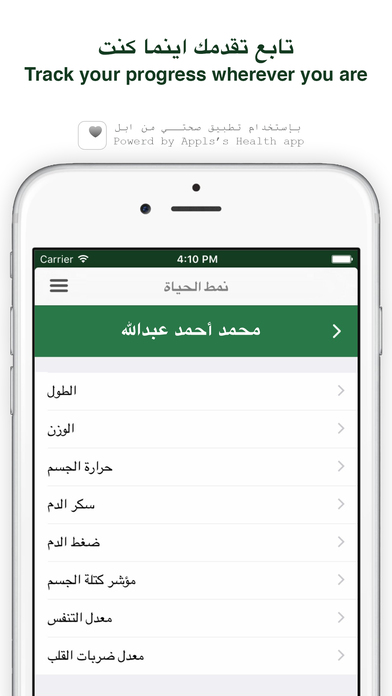 تابع تقدمك اينما كنت
Track your progress wherever you are
بإستخدام تطبيق صحتي من ابل
Powerd by Appls's Health app
Carrier 4:10 PM
نمط الحياة
محمد أحمد عبدالله
الطول
الوزن
حرارة الجسم
سكر الدم
ضغط الدم
مؤشر كتلة الجسم
معدل التنفس
معدل ضربات القلب